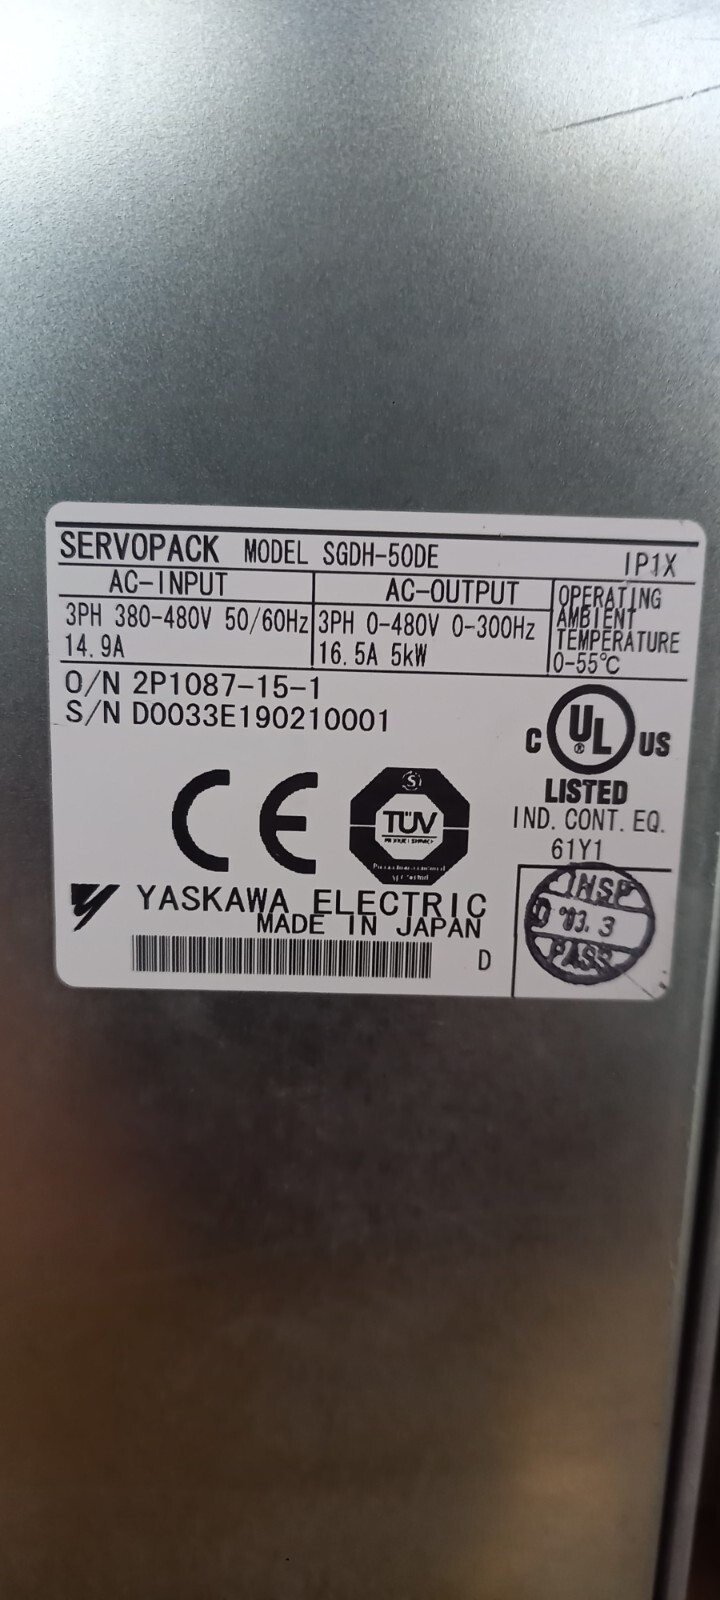 SERVOPACK MODEL SGDH-50DE IP1X
AC-INPUT AC-OUTPUT
3PH 380-480V 50/60Hz 3PH 0-480V 0-300Hz
14.9A 16.5A 5kW
OPERATING
AMBIENT
TEMPERATURE
0-55℃
O/N 2P1087-15-1
S/N D0033E190210001
C UL ® US
LISTED
IND. CONT. EQ.
61Y1
CE
S
TÜV
YASKAWA ELECTRIC
MADE IN JAPAN
D
INSP
D '03. 3
PASS